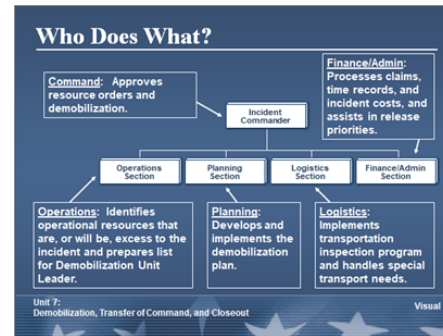 Who Does What?
Command: Approves
resource orders and
demobilization.
Finance/Admin:
Processes claims,
time records, and
incident costs, and
assists in release
priorities.
Incident
Commander
Operations
Section
Planning
Section
Logistics
Section
Finance/Admin
Section
Operations: Identifies
operational resources that
are, or will be, excess to the
incident and prepares list
for Demobilization Unit
Leader.
Planning:
Develops and
implements the
demobilization
plan.
Logistics:
Implements
transportation
inspection program
and handles special
transport needs.
Unit 7:
Demobilization, Transfer of Command, and Closeout
Visual